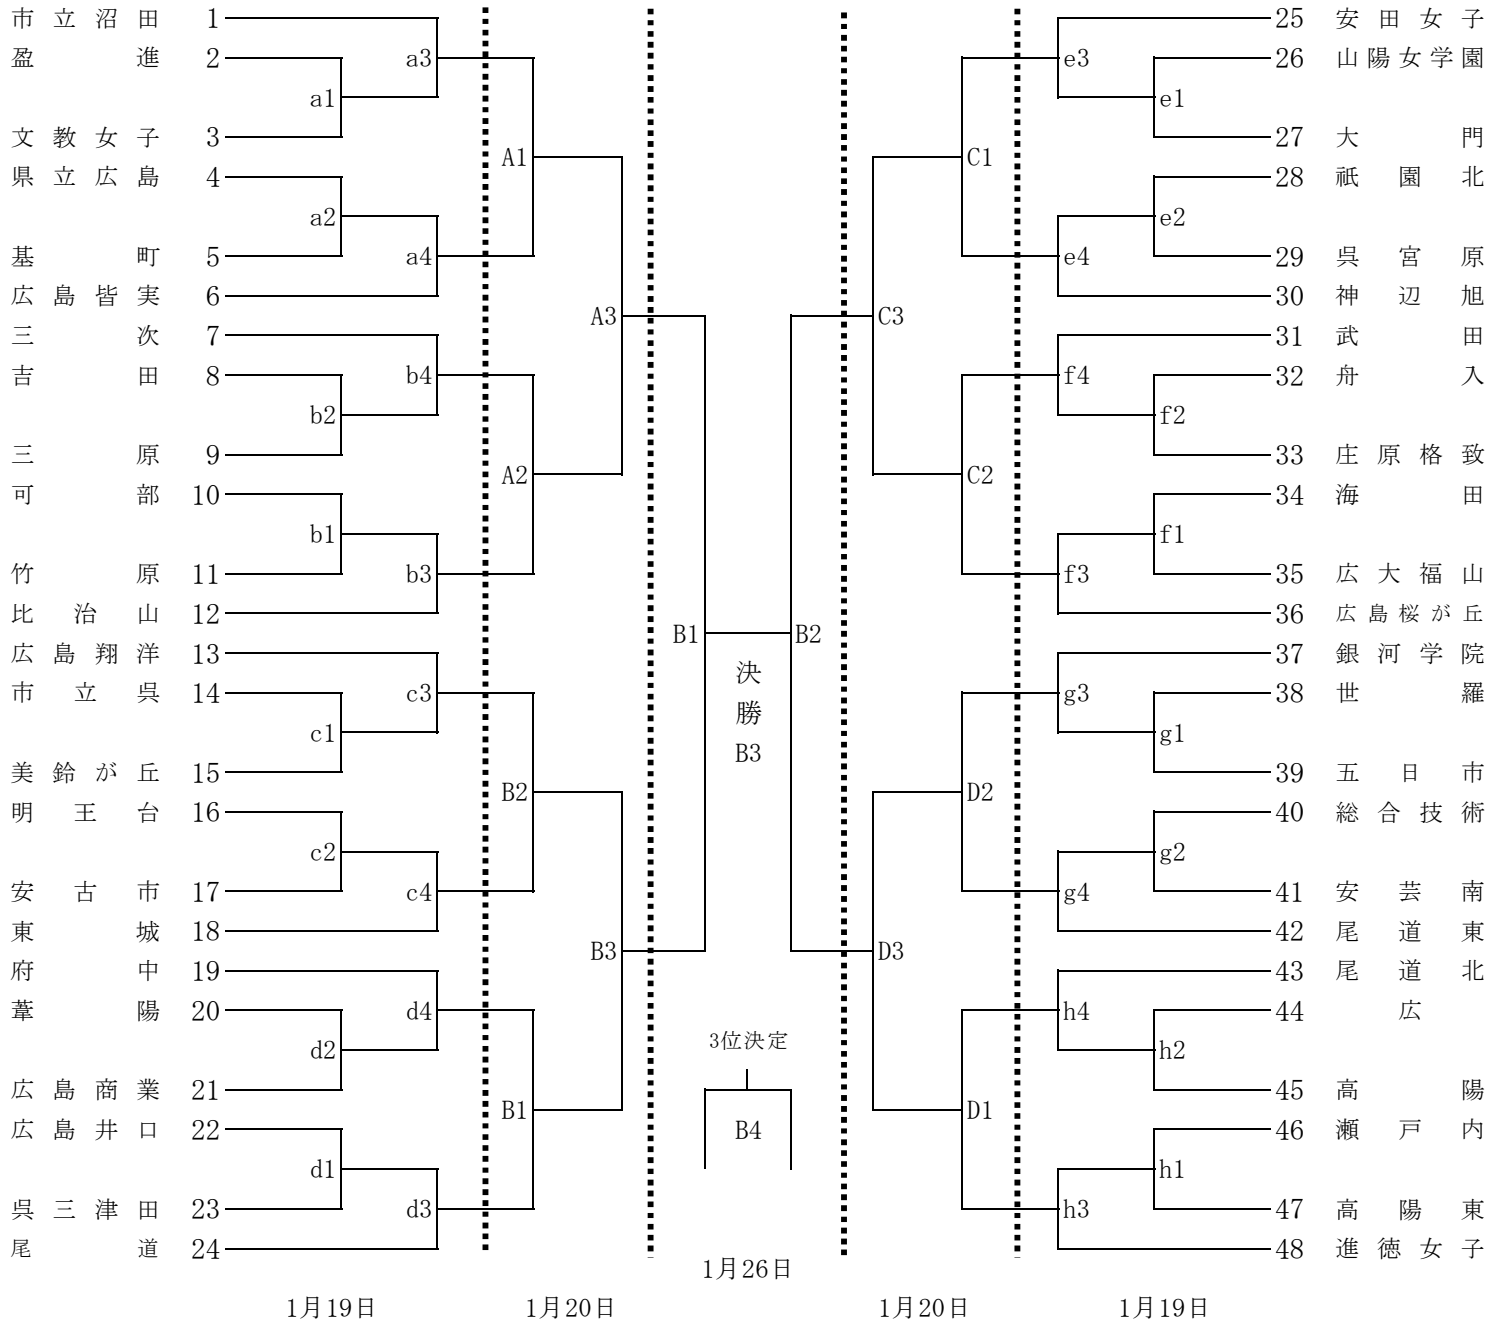 市立沼田 1
盈進 2
a1
a3
文教女子 3
県立広島 4
a2
A1
基町 5
a4
広島皆実 6
A3
三次 7
吉田 8
b4
b2
三原 9
A2
可部 10
b1
竹原 11
b3
比治山 12
B1
広島翔洋 13
市立呉 14
c3
c1
美鈴が丘 15
B2
明王台 16
c2
安古市 17
c4
東城 18
B3
府中 19
葦陽 20
d4
d2
広島商業 21
B1
広島井口 22
d1
呉三津田 23
d3
尾道 24
決勝
B3
3位決定
B4
25 安田女子
e3
26 山陽女学園
e1
27 大門
C1
28 祇園北
e2
e4
29 呉宮原
30 神辺旭
C3
31 武田
f4
32 舟入
f2
33 庄原格致
C2
34 海田
f1
f3
35 広大福山
36 広島桜が丘
B2
37 銀河学院
g3
38 世羅
g1
39 五日市
D2
40 総合技術
g2
g4
41 安芸南
42 尾道東
D3
43 尾道北
h4
44 広
h2
45 高陽
D1
46 瀬戸内
h1
h3
47 高陽東
48 進徳女子
1月26日
1月19日 1月20日 1月20日 1月19日